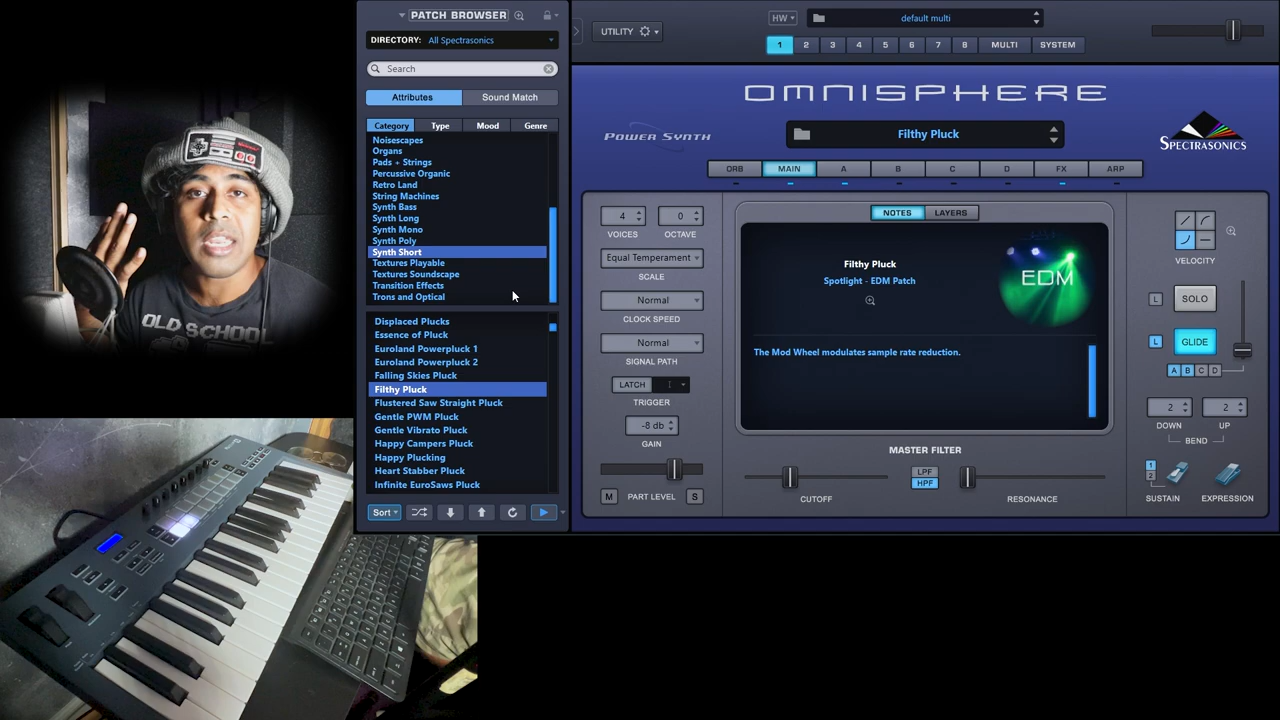 PATCH BROWSER
DIRECTORY: All Spectrasonics
Search
Attributes
Sound Match
Category
Type
Mood
Genre
Noisescapes
Organs
Pads + Strings
Percussive Organic
Retro Land
String Machines
Synth Bass
Synth Long
Synth Mono
Synth Poly
Synth Short
Textures Playable
Textures Soundscape
Transition Effects
Trons and Optical
Displaced Plucks
Essence of Pluck
Euroland Powerpluck 1
Euroland Powerpluck 2
Falling Skies Pluck
Filthy Pluck
Flustered Saw Straight Pluck
Gentle PWM Pluck
Gentle Vibrato Pluck
Happy Campers Pluck
Happy Plucking
Heart Stabber Pluck
Infinite EuroSaws Pluck
Sort
UTILITY
HW
default multi
1 2 3 4 5 6 7 8 MULTI SYSTEM
OMNISPHERE
POWER SYNTH
Filthy Pluck
SPECTRASONICS
ORB MAIN A B C D FX ARP
4
0
VOICES
OCTAVE
Equal Temperament
SCALE
Normal
CLOCK SPEED
Normal
SIGNAL PATH
LATCH
TRIGGER
-8 db
GAIN
M PART LEVEL S
NOTES
LAYERS
Filthy Pluck
Spotlight - EDM Patch
EDM
The Mod Wheel modulates sample rate reduction.
MASTER FILTER
CUTOFF
LPF
HPF
RESONANCE
VELOCITY
L SOLO
L GLIDE
A B C D
2
2
DOWN
UP
BEND
1
2
SUSTAIN
EXPRESSION
OLD SCHOOL